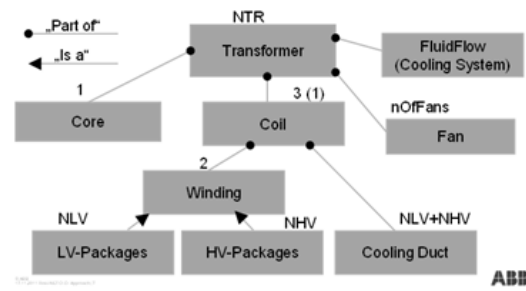 NTR
„Part of“
Transformer
FluidFlow
(Cooling System)
„Is a“
1
3 (1)
nOfFans
Core
Coil
Fan
2
Winding
NLV
NHV
NLV+NHV
LV-Packages
HV-Packages
Cooling Duct
ABB